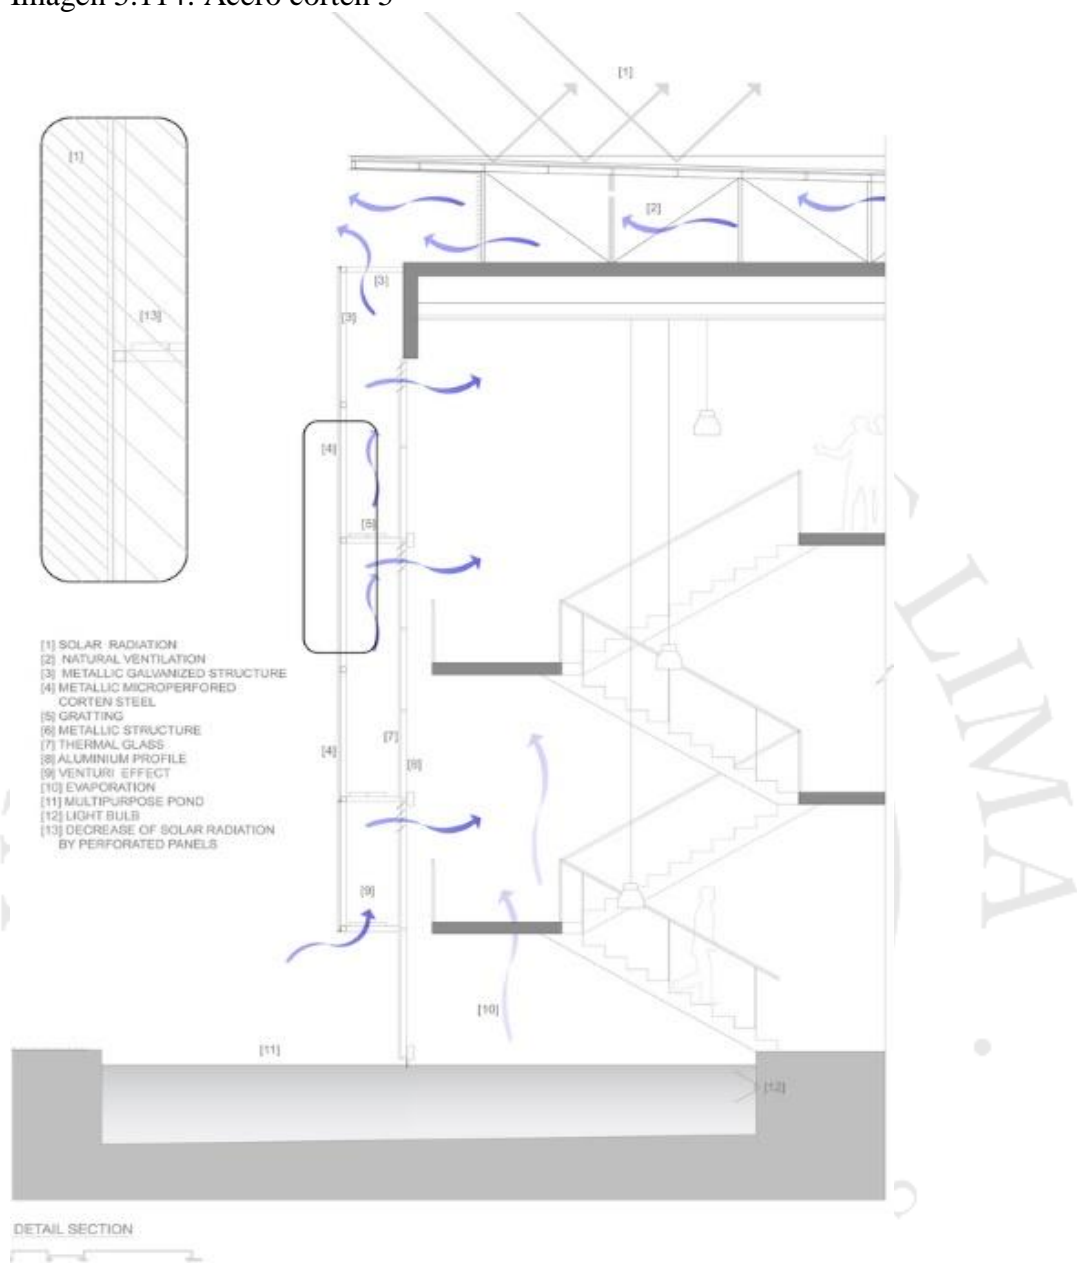 Imagen 3.114: Acero corten 3
[1]
[1]
[2]
[3]
[13]
[3]
[4]
[5]
[1] SOLAR RADIATION
[2] NATURAL VENTILATION
[3] METALLIC GALVANIZED STRUCTURE
[4] METALLIC MICROPERFORED
CORTEN STEEL
[5] GRATTING
[6] METALLIC STRUCTURE
[7] THERMAL GLASS
[8] ALUMINIUM PROFILE
[9] VENTURI EFFECT
[10] EVAPORATION
[11] MULTIPURPOSE POND
[12] LIGHT BULB
[13] DECREASE OF SOLAR RADIATION
BY PERFORATED PANELS
[7]
[4]
[8]
[9]
[10]
[11]
[12]
DETAIL SECTION
LIMA